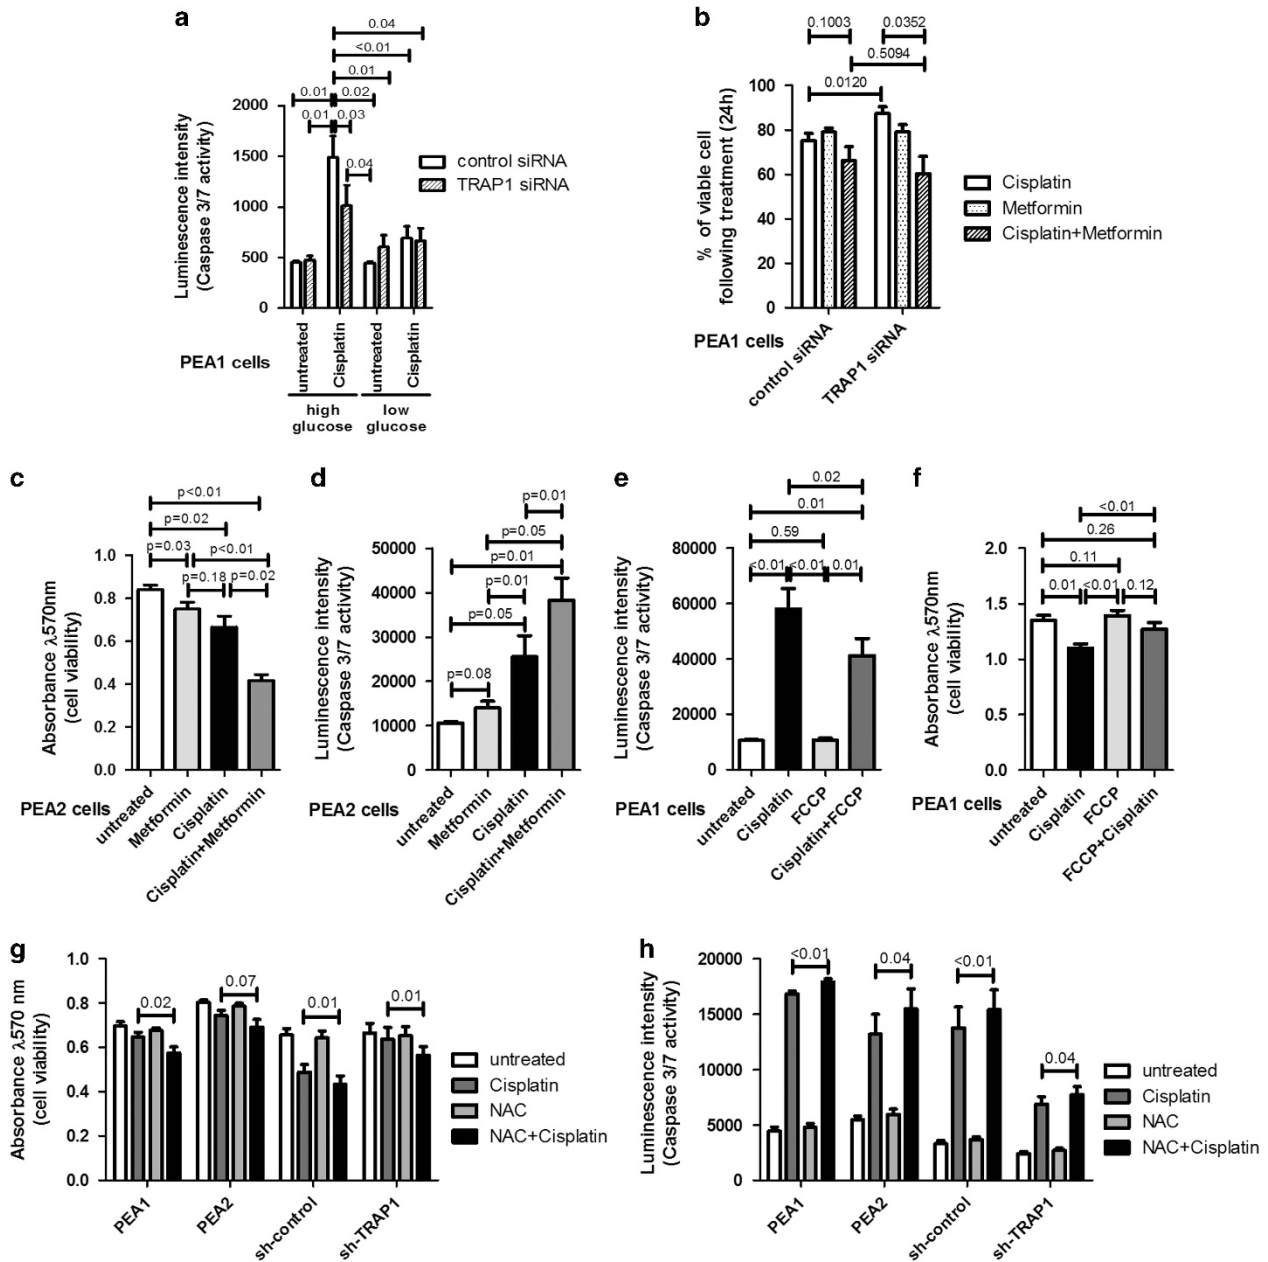 a
0.04
<0.01
0.01
0.01
0.02
0.01
0.03
0.04
2000
1500
1000
500
0
Luminescence intensity
(Caspase 3/7 activity)
control siRNA
TRAP1 siRNA
untreated
Cisplatin
untreated
Cisplatin
PEA1 cells
high
glucose
low
glucose
b
0.1003
0.0352
0.5094
0.0120
100
80
60
40
20
0
% of viable cell
following treatment (24h)
Cisplatin
Metformin
Cisplatin+Metformin
PEA1 cells
control siRNA
TRAP1 siRNA
c
p<0.01
p=0.02
p=0.03
p<0.01
p=0.18
p=0.02
1.0
0.8
0.6
0.4
0.2
0.0
Absorbance λ570nm
(cell viability)
PEA2 cells
untreated
Metformin
Cisplatin
Cisplatin+Metformin
d
p=0.01
p=0.05
p=0.01
p=0.01
p=0.05
p=0.08
50000
40000
30000
20000
10000
0
Luminescence intensity
(Caspase 3/7 activity)
PEA2 cells
untreated
Metformin
Cisplatin
Cisplatin+Metformin
e
0.02
0.01
0.59
<0.01
<0.01
0.01
80000
60000
40000
20000
0
Luminescence intensity
(Caspase 3/7 activity)
PEA1 cells
untreated
Cisplatin
FCCP
Cisplatin+FCCP
f
<0.01
0.26
0.11
0.01
<0.01
0.12
2.0
1.5
1.0
0.5
0.0
Absorbance λ570nm
(cell viability)
PEA1 cells
untreated
Cisplatin
FCCP
FCCP+Cisplatin
g
0.02
0.07
0.01
0.01
1.0
0.8
0.6
0.4
0.2
0.0
Absorbance λ570 nm
(cell viability)
untreated
Cisplatin
NAC
NAC+Cisplatin
PEA1
PEA2
sh-control
sh-TRAP1
h
<0.01
0.04
<0.01
0.04
20000
15000
10000
5000
0
Luminescence intensity
(Caspase 3/7 activity)
untreated
Cisplatin
NAC
NAC+Cisplatin
PEA1
PEA2
sh-control
sh-TRAP1